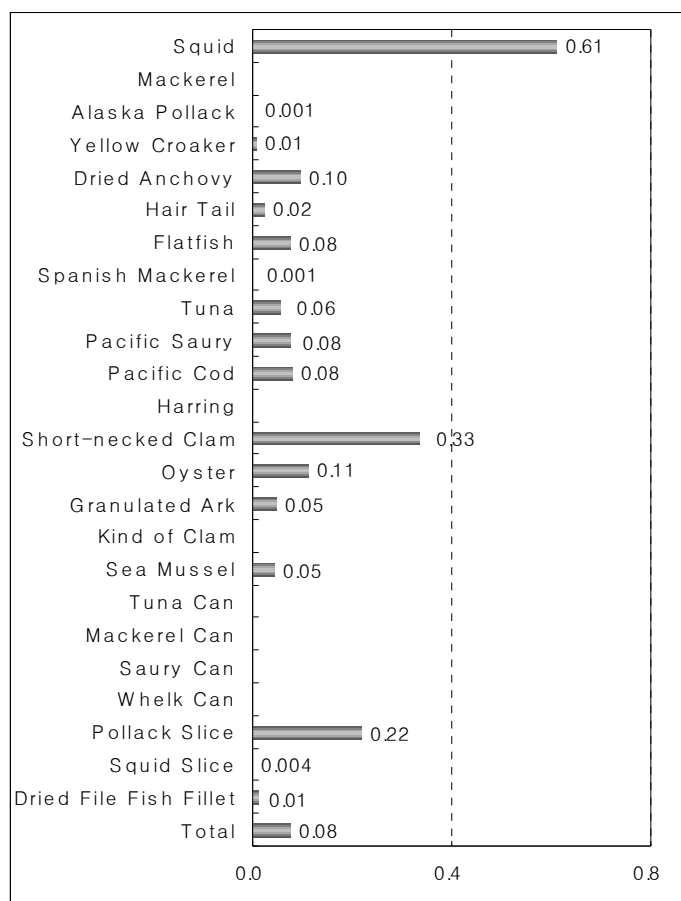 Squid 0.61
Mackerel
Alaska Pollack 0.001
Yellow Croaker 0.01
Dried Anchovy 0.10
Hair Tail 0.02
Flatfish 0.08
Spanish Mackerel 0.001
Tuna 0.06
Pacific Saury 0.08
Pacific Cod 0.08
Harring
Short-necked Clam 0.33
Oyster 0.11
Granulated Ark 0.05
Kind of Clam
Sea Mussel 0.05
Tuna Can
Mackerel Can
Saury Can
Whelk Can
Pollack Slice 0.22
Squid Slice 0.004
Dried File Fish Fillet 0.01
Total 0.08
0.0 0.4 0.8